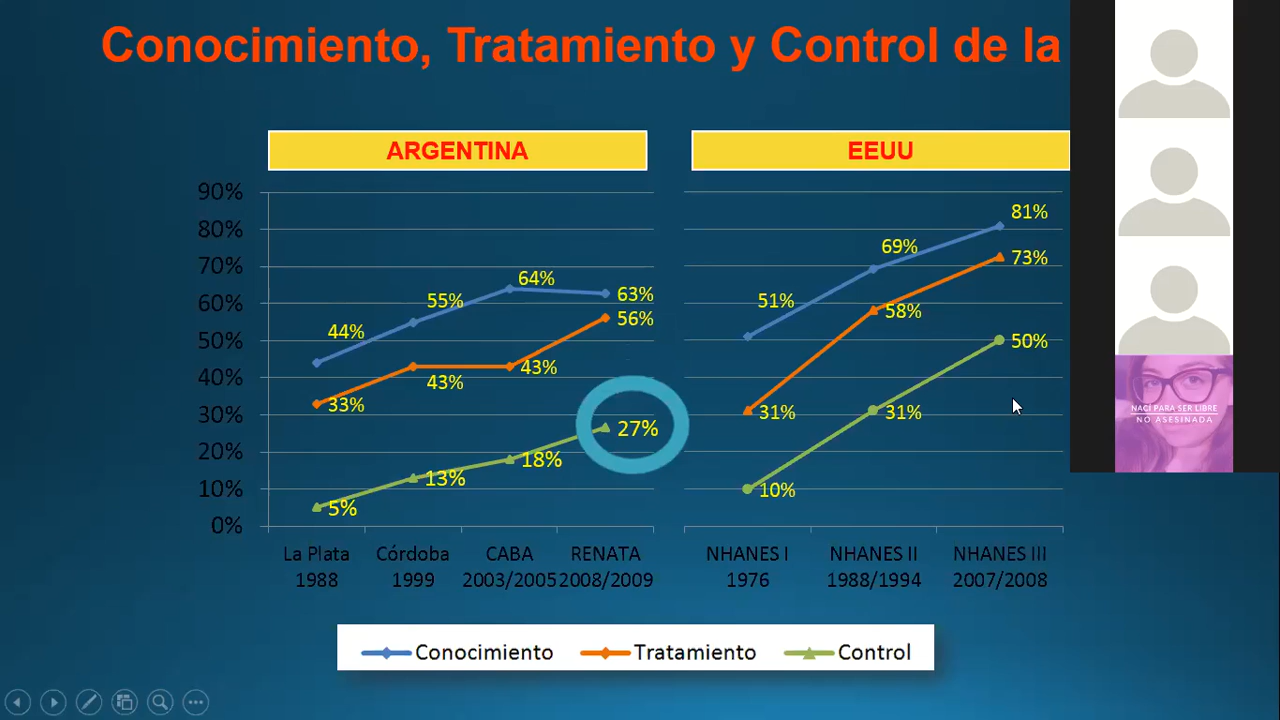 Conocimiento, Tratamiento y Control de la
ARGENTINA
EEUU
90%
80%
70%
60%
50%
40%
30%
20%
10%
0%
44%
55%
64%
63%
33%
43%
43%
56%
5%
13%
18%
27%
51%
69%
81%
31%
58%
73%
10%
31%
50%
La Plata
1988
Córdoba
1999
CABA
2003/2005
RENATA
2008/2009
NHANES I
1976
NHANES II
1988/1994
NHANES III
2007/2008
Conocimiento
Tratamiento
Control
NACÍ PARA SER LIBRE
NO ASESINADA